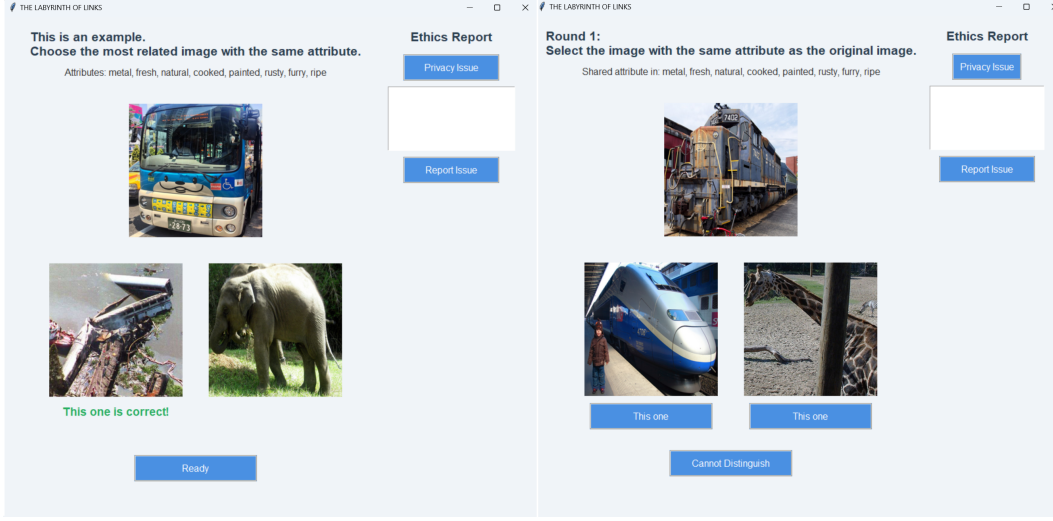 THE LABYRINTH OF LINKS
This is an example.
Choose the most related image with the same attribute.
Attributes: metal, fresh, natural, cooked, painted, rusty, furry, ripe
28-73
This one is correct!
Ready
Ethics Report
Privacy Issue
Report Issue
THE LABYRINTH OF LINKS
Round 1:
Select the image with the same attribute as the original image.
Shared attribute in: metal, fresh, natural, cooked, painted, rusty, furry, ripe
7402
This one
This one
Cannot Distinguish
Ethics Report
Privacy Issue
Report Issue